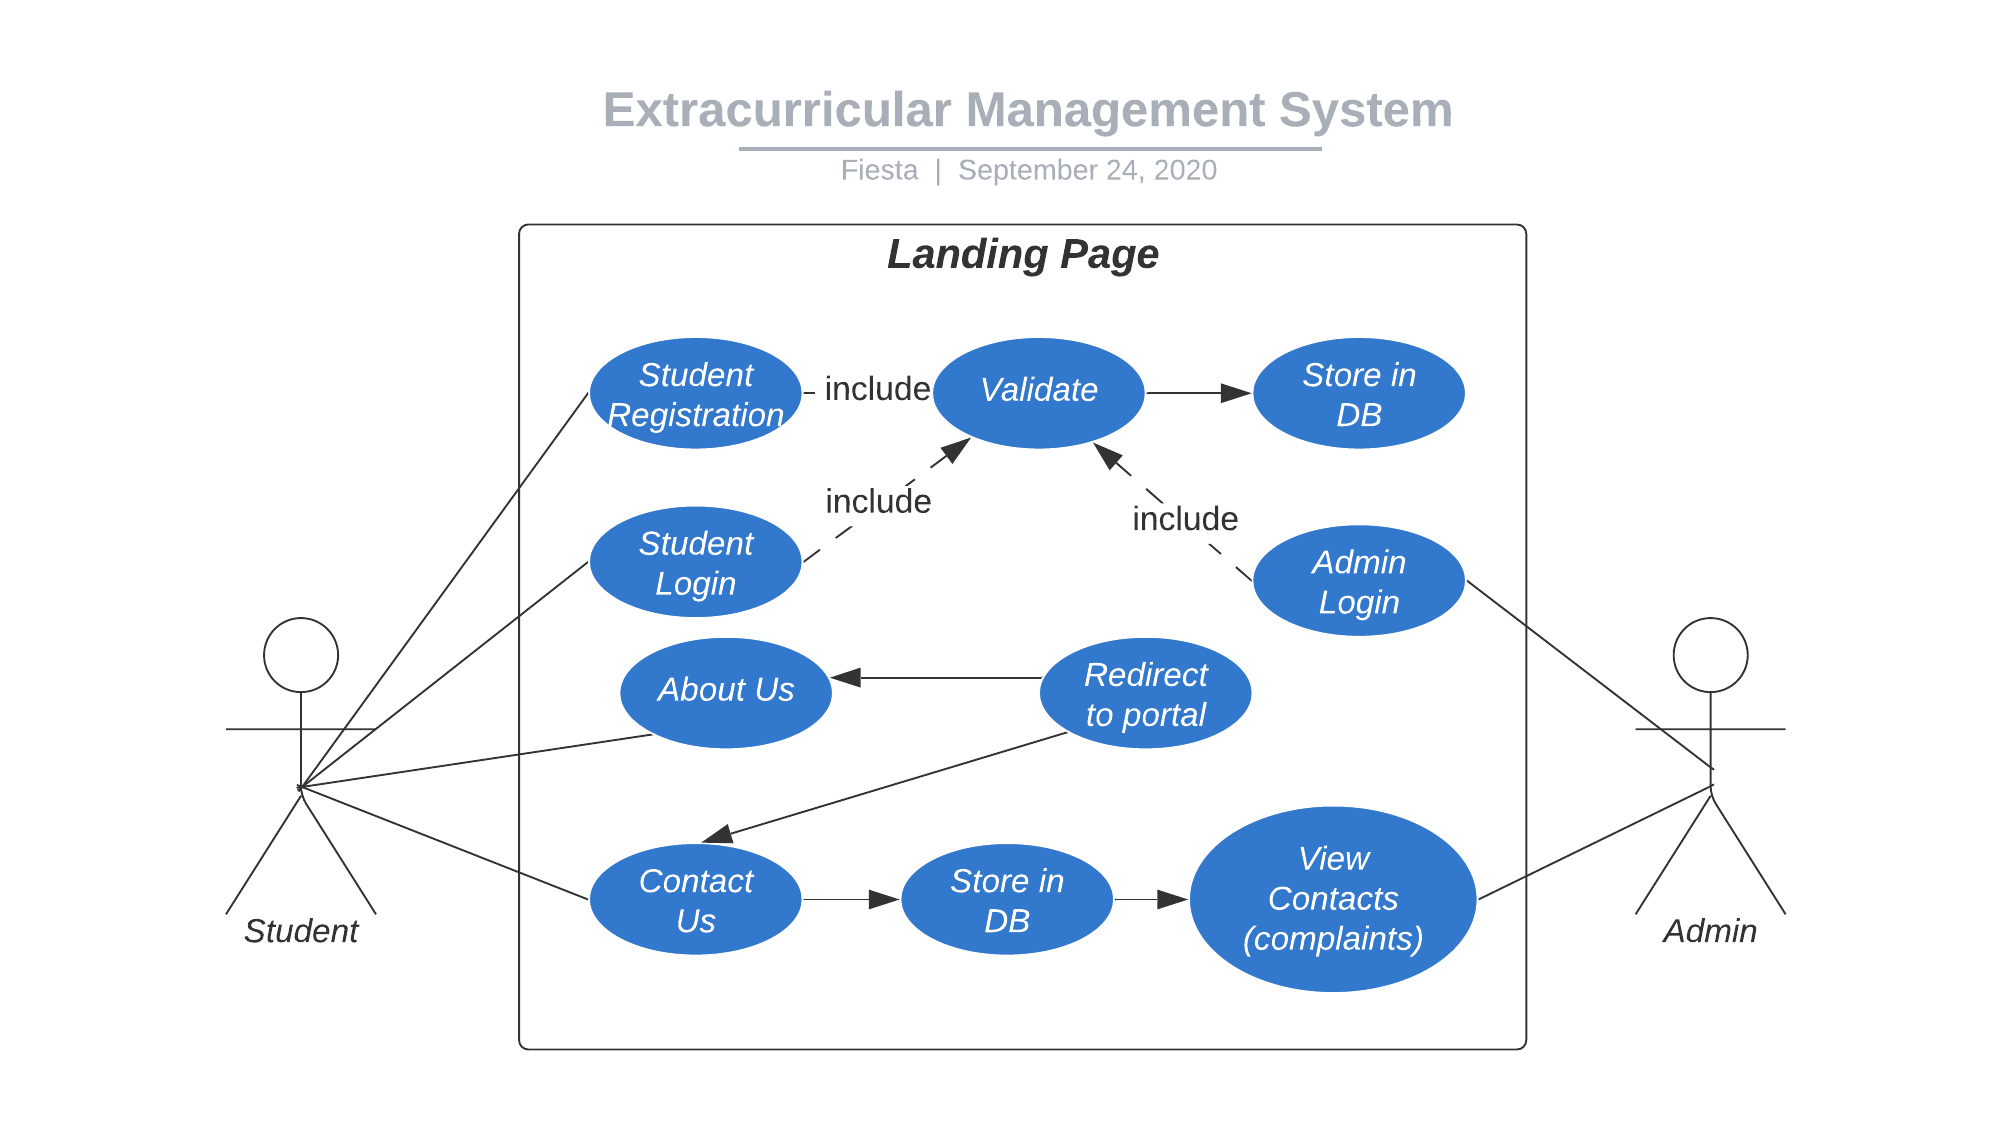 Extracurricular Management System
Fiesta | September 24, 2020
Landing Page
Student
Registration
include
Validate
Store in
DB
Student
Login
include
include
Admin
Login
About Us
Redirect
to portal
Contact
Us
Store in
DB
View
Contacts
(complaints)
Student
Admin